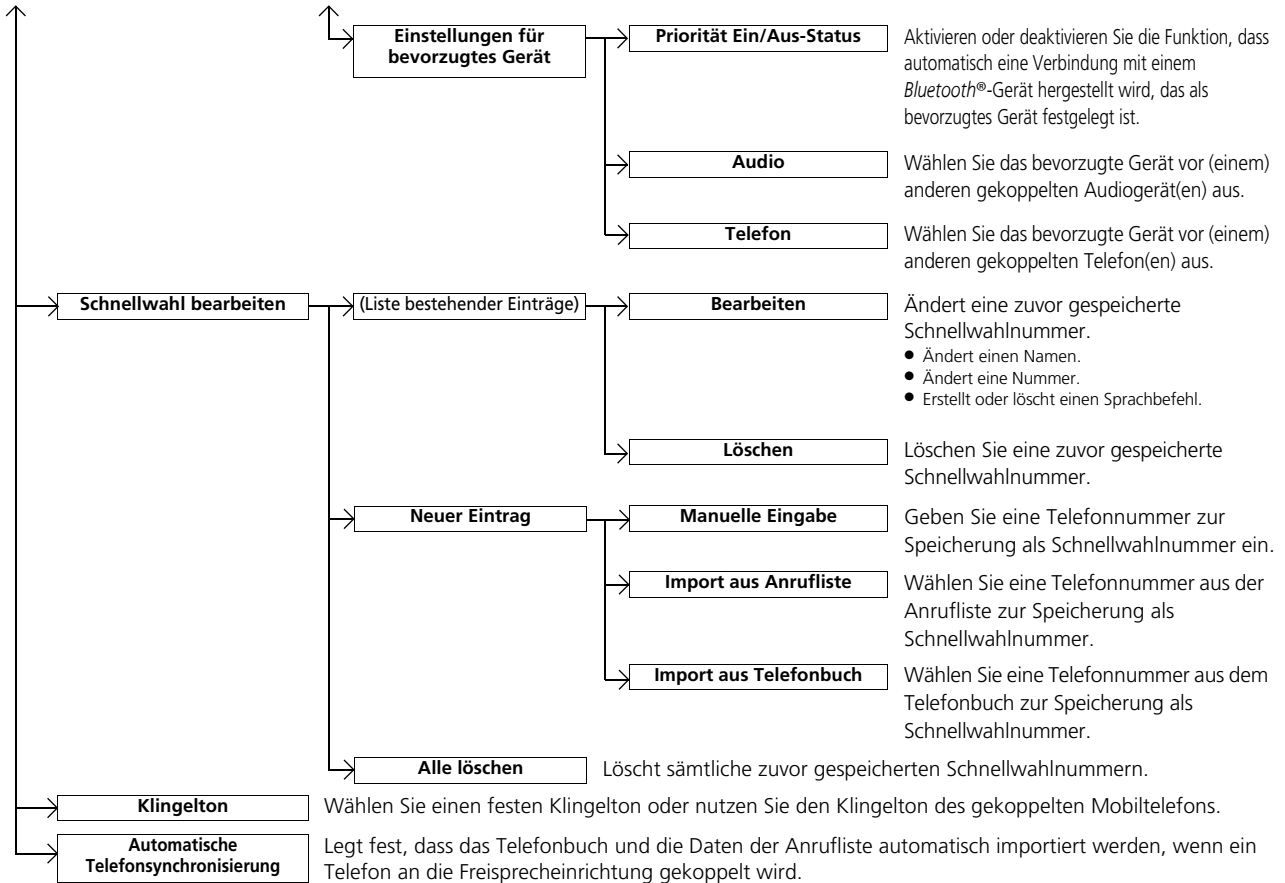 Einstellungen für
bevorzugtes Gerät
Priorität Ein/Aus-Status
Aktivieren oder deaktivieren Sie die Funktion, dass
automatisch eine Verbindung mit einem
Bluetooth®-Gerät hergestellt wird, das als
bevorzugtes Gerät festgelegt ist.
Audio
Wählen Sie das bevorzugte Gerät vor (einem)
anderen gekoppelten Audiogerät(en) aus.
Telefon
Wählen Sie das bevorzugte Gerät vor (einem)
anderen gekoppelten Telefon(en) aus.
Schnellwahl bearbeiten
(Liste bestehender Einträge)
Bearbeiten
Ändert eine zuvor gespeicherte
Schnellwahlnummer.
● Ändert einen Namen.
● Ändert eine Nummer.
● Erstellt oder löscht einen Sprachbefehl.
Löschen
Löschen Sie eine zuvor gespeicherte
Schnellwahlnummer.
Neuer Eintrag
Manuelle Eingabe
Geben Sie eine Telefonnummer zur
Speicherung als Schnellwahlnummer ein.
Import aus Anrufliste
Wählen Sie eine Telefonnummer aus der
Anrufliste zur Speicherung als
Schnellwahlnummer.
Import aus Telefonbuch
Wählen Sie eine Telefonnummer aus dem
Telefonbuch zur Speicherung als
Schnellwahlnummer.
Alle löschen
Löscht sämtliche zuvor gespeicherten Schnellwahlnummern.
Klingelton
Wählen Sie einen festen Klingelton oder nutzen Sie den Klingelton des gekoppelten Mobiltelefons.
Automatische
Telefonsynchronisierung
Legt fest, dass das Telefonbuch und die Daten der Anrufliste automatisch importiert werden, wenn ein
Telefon an die Freisprecheinrichtung gekoppelt wird.